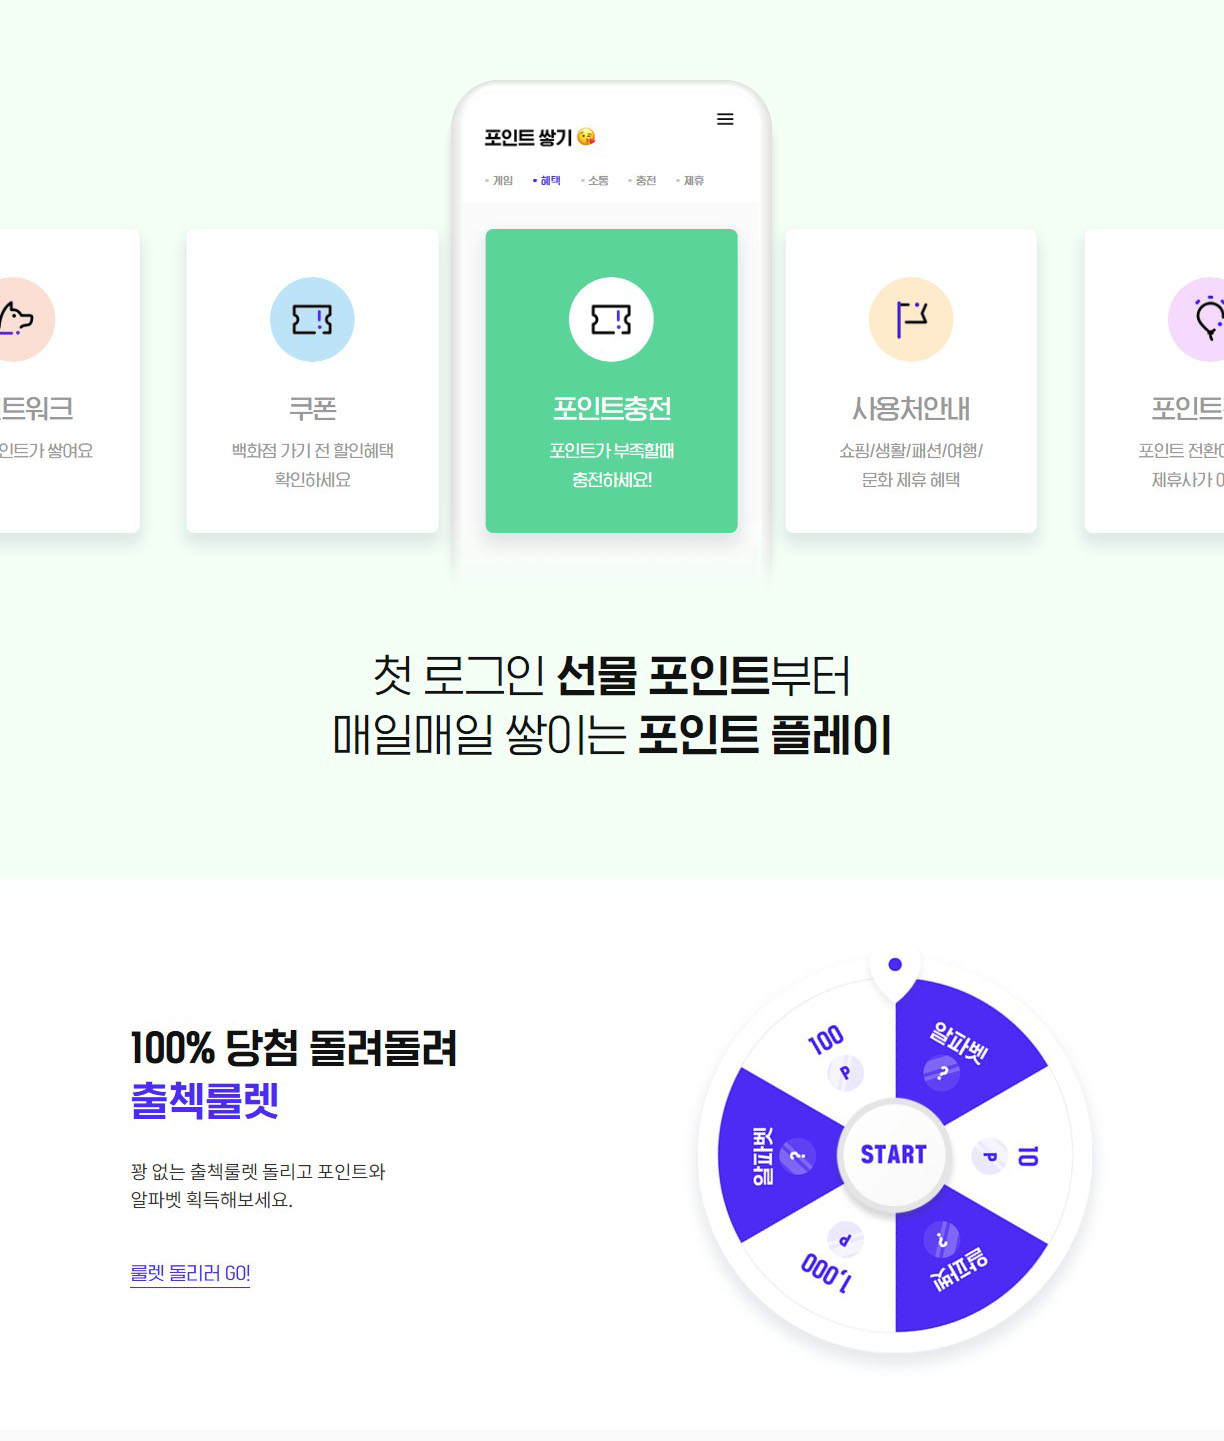 포인트 쌓기 😘
게임 혜택 소통 충전 제휴
트워크
인트가 쌓여요
쿠폰
백화점 가기 전 할인혜택
확인하세요
포인트충전
포인트가 부족할때
충전하세요!
사용처안내
쇼핑/생활/패션/여행/
문화 제휴 혜택
포인트
포인트 전환
제휴사가
첫 로그인 선물 포인트부터
매일매일 쌓이는 포인트 플레이
100% 당첨 돌려돌려
출첵룰렛
꽝 없는 출첵룰렛 돌리고 포인트와
알파벳 획득해보세요.
룰렛 돌리러 GO!
100
P
알파벳
?
10
P
알파벳
?
1,000
P
알파벳
?
START